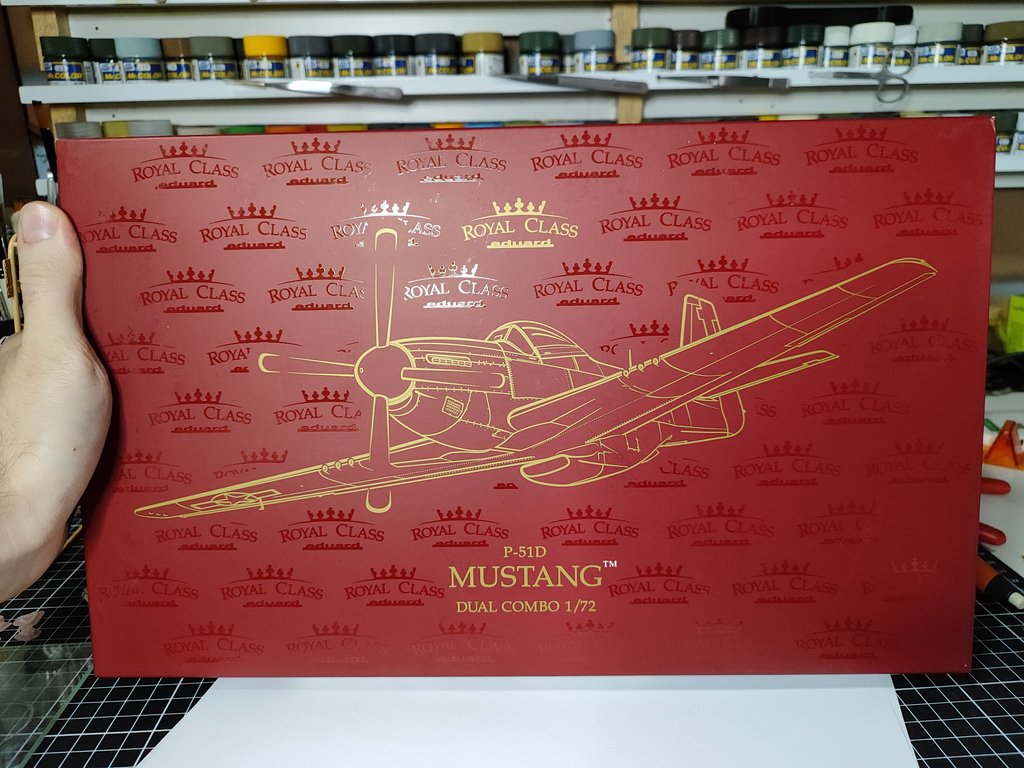 Mr.COLOR
ROYAL CLASS
eduard
P-51D
MUSTANG™
DUAL COMBO 1/72